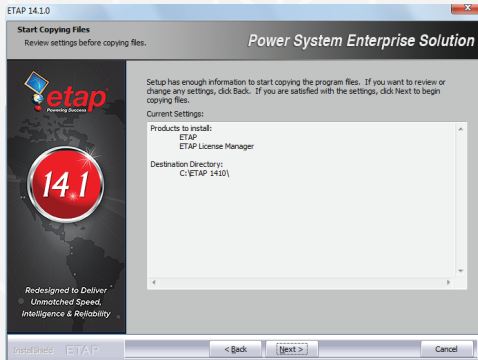 ETAP 14.1.0
Start Copying Files
Review settings before copying files.
Power System Enterprise Solution
etap
Powering Success
14.1
Redesigned to Deliver
Unmatched Speed,
Intelligence & Reliability
Setup has enough information to start copying the program files. If you want to review or
change any settings, click Back. If you are satisfied with the settings, click Next to begin
copying files.
Current Settings:
Products to install:
ETAP
ETAP License Manager
Destination Directory:
C:\ETAP 1410\
InstallShield ETAP
< Back
Next >
Cancel